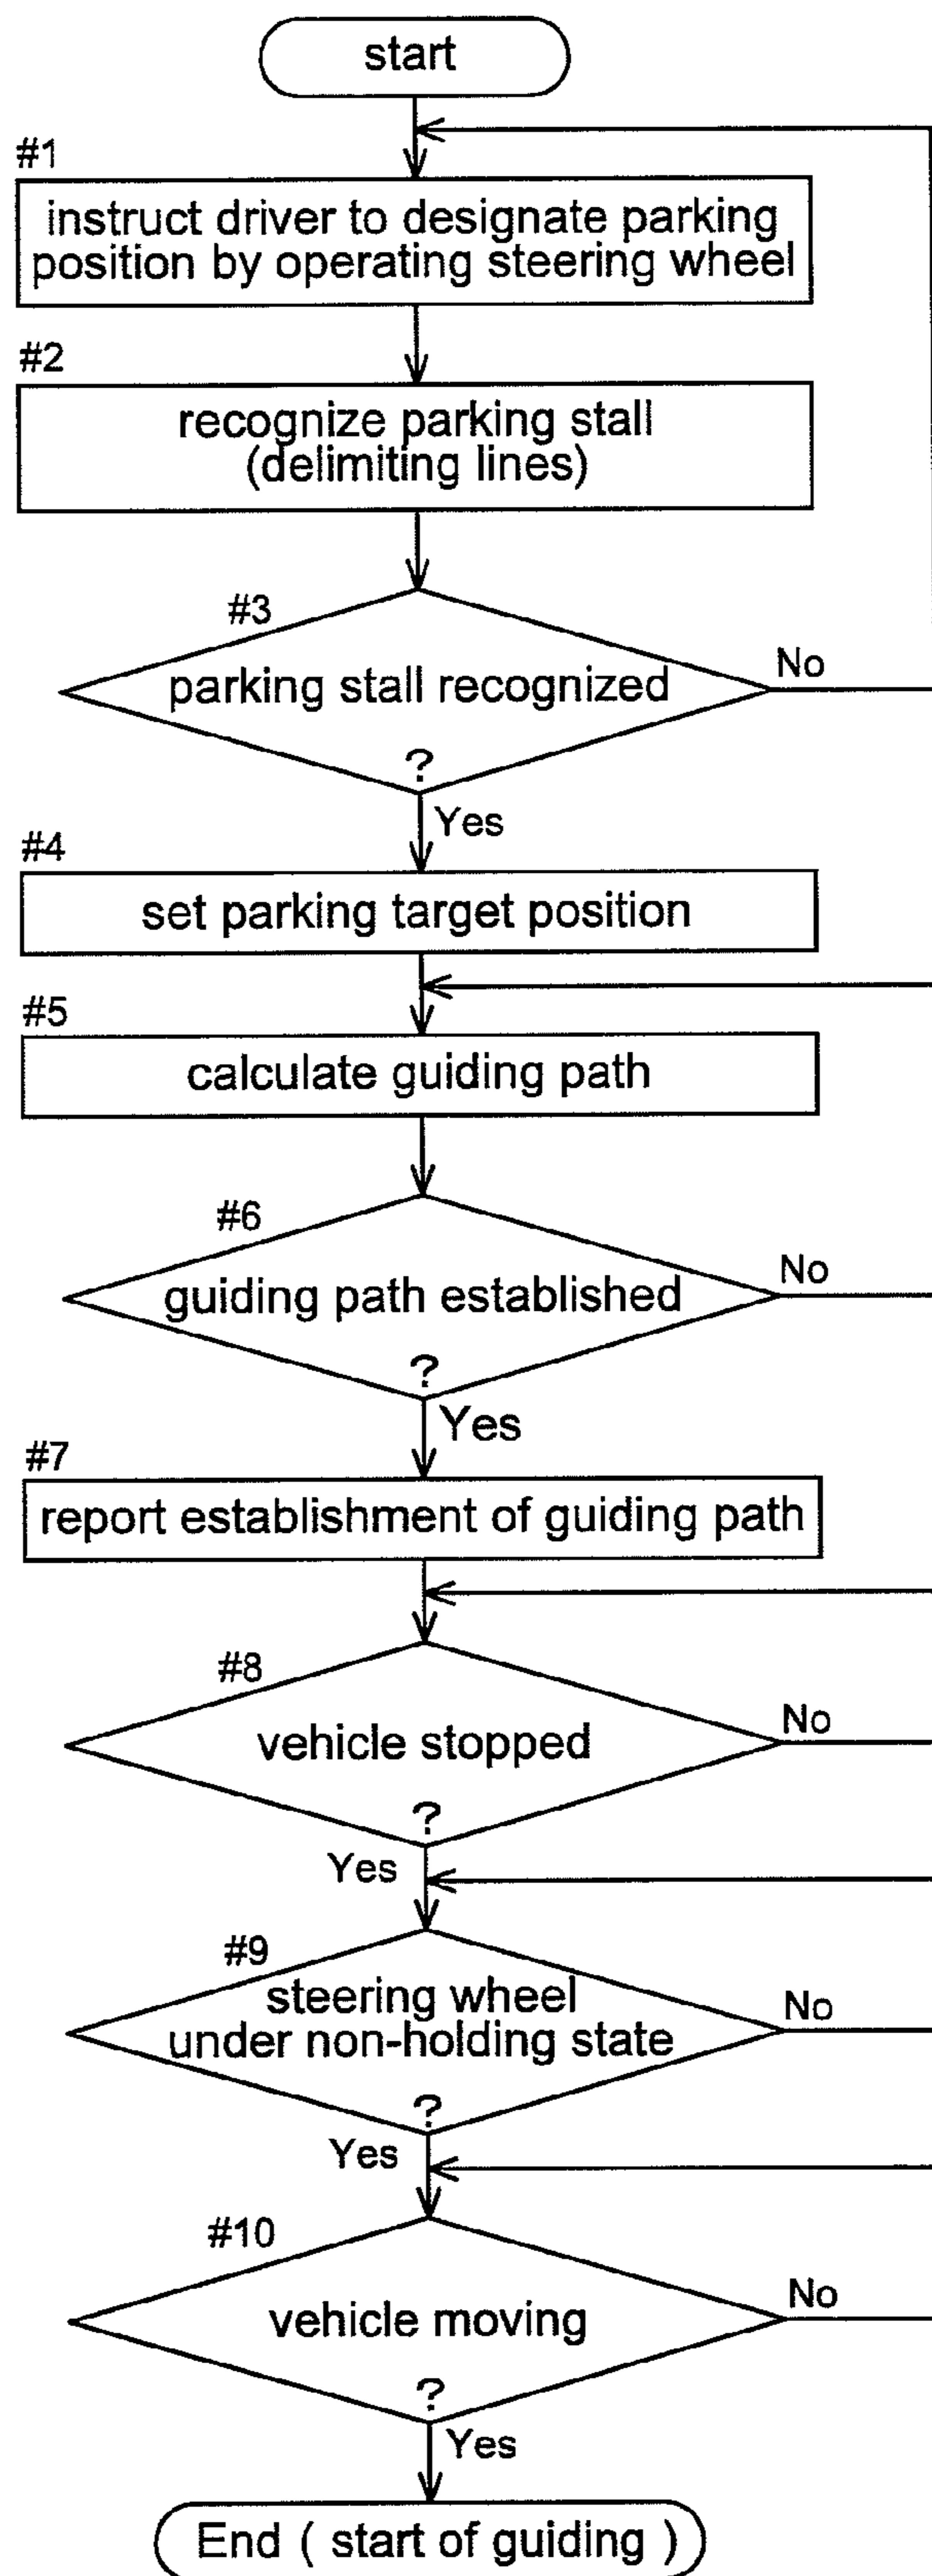 start
#1
instruct driver to designate parking
position by operating steering wheel
#2
recognize parking stall
(delimiting lines)
#3
parking stall recognized
No
?
Yes
#4
set parking target position
#5
calculate guiding path
#6
guiding path established
No
?
Yes
#7
report establishment of guiding path
#8
vehicle stopped
No
?
Yes
#9
steering wheel
under non-holding state
No
?
Yes
#10
vehicle moving
No
?
Yes
End ( start of guiding )